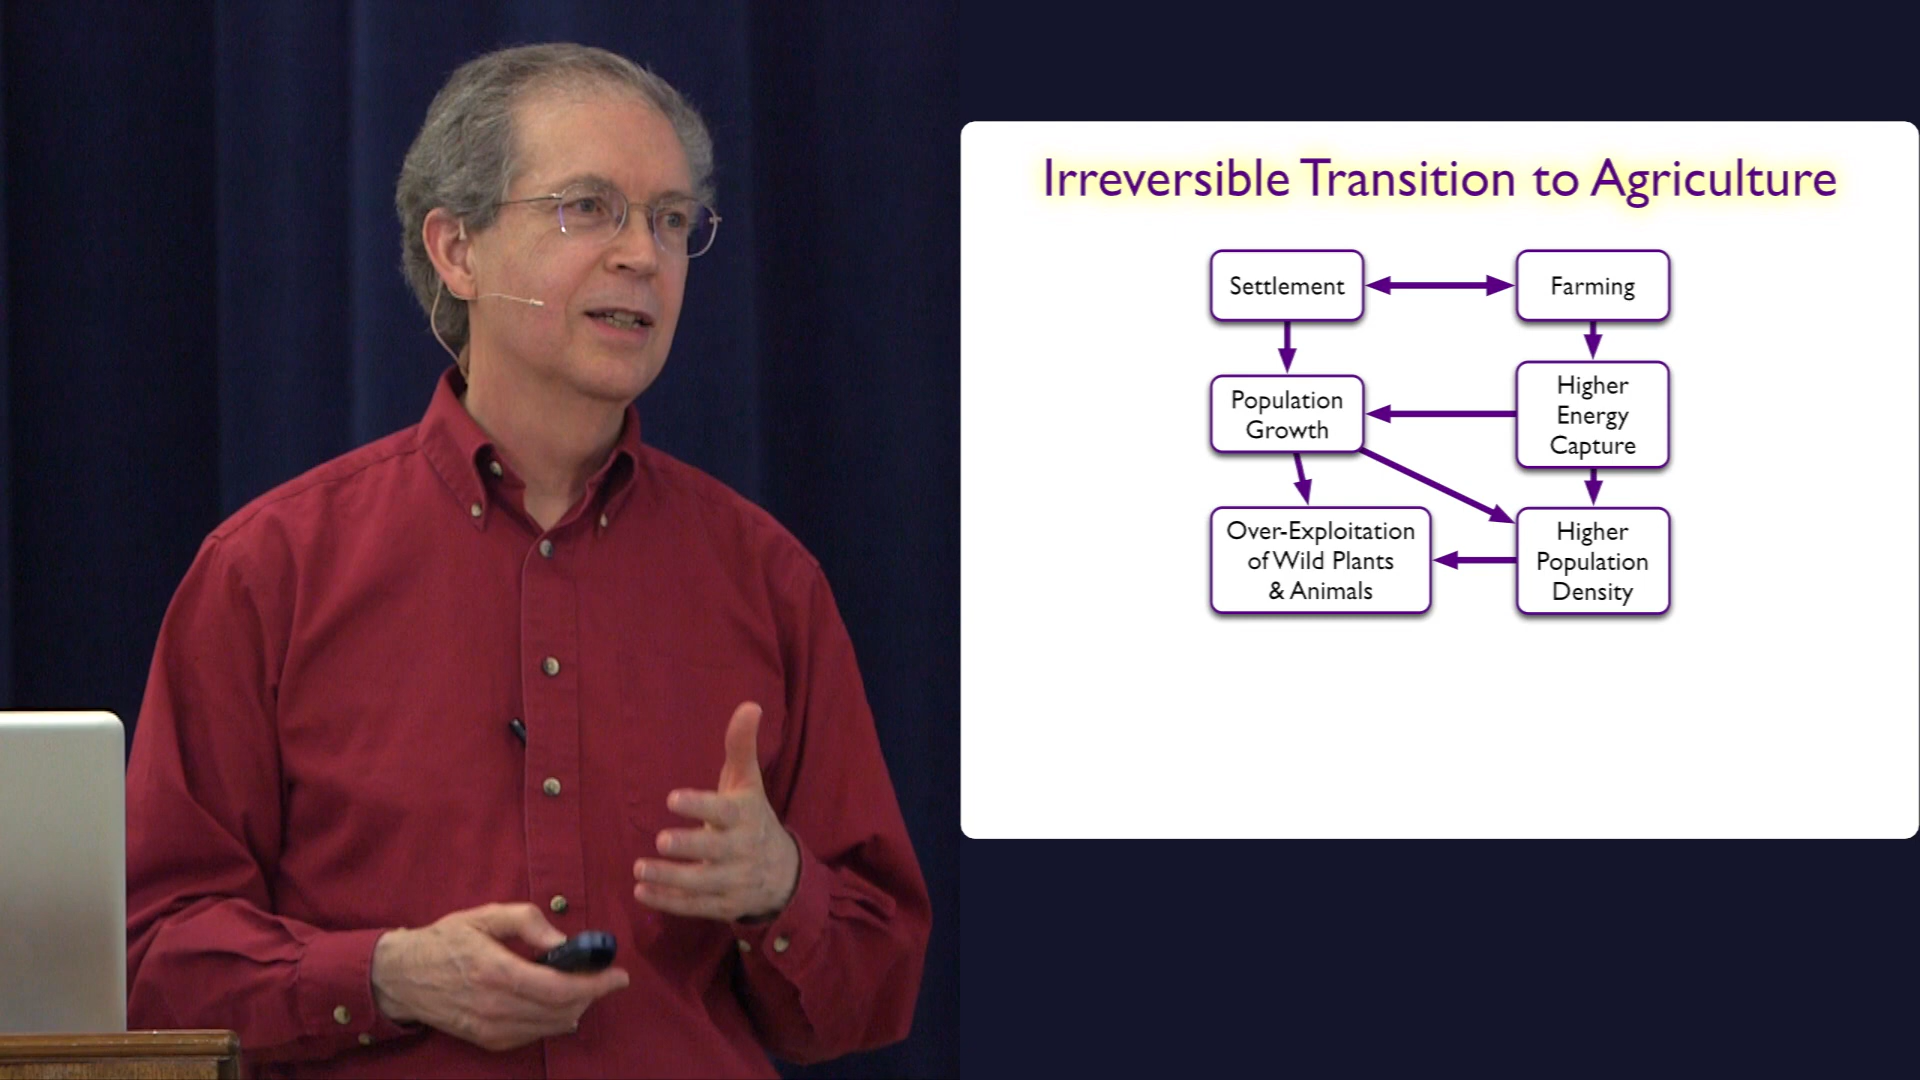 Irreversible Transition to Agriculture
Settlement
Farming
Population
Growth
Higher
Energy
Capture
Over-Exploitation
of Wild Plants
& Animals
Higher
Population
Density